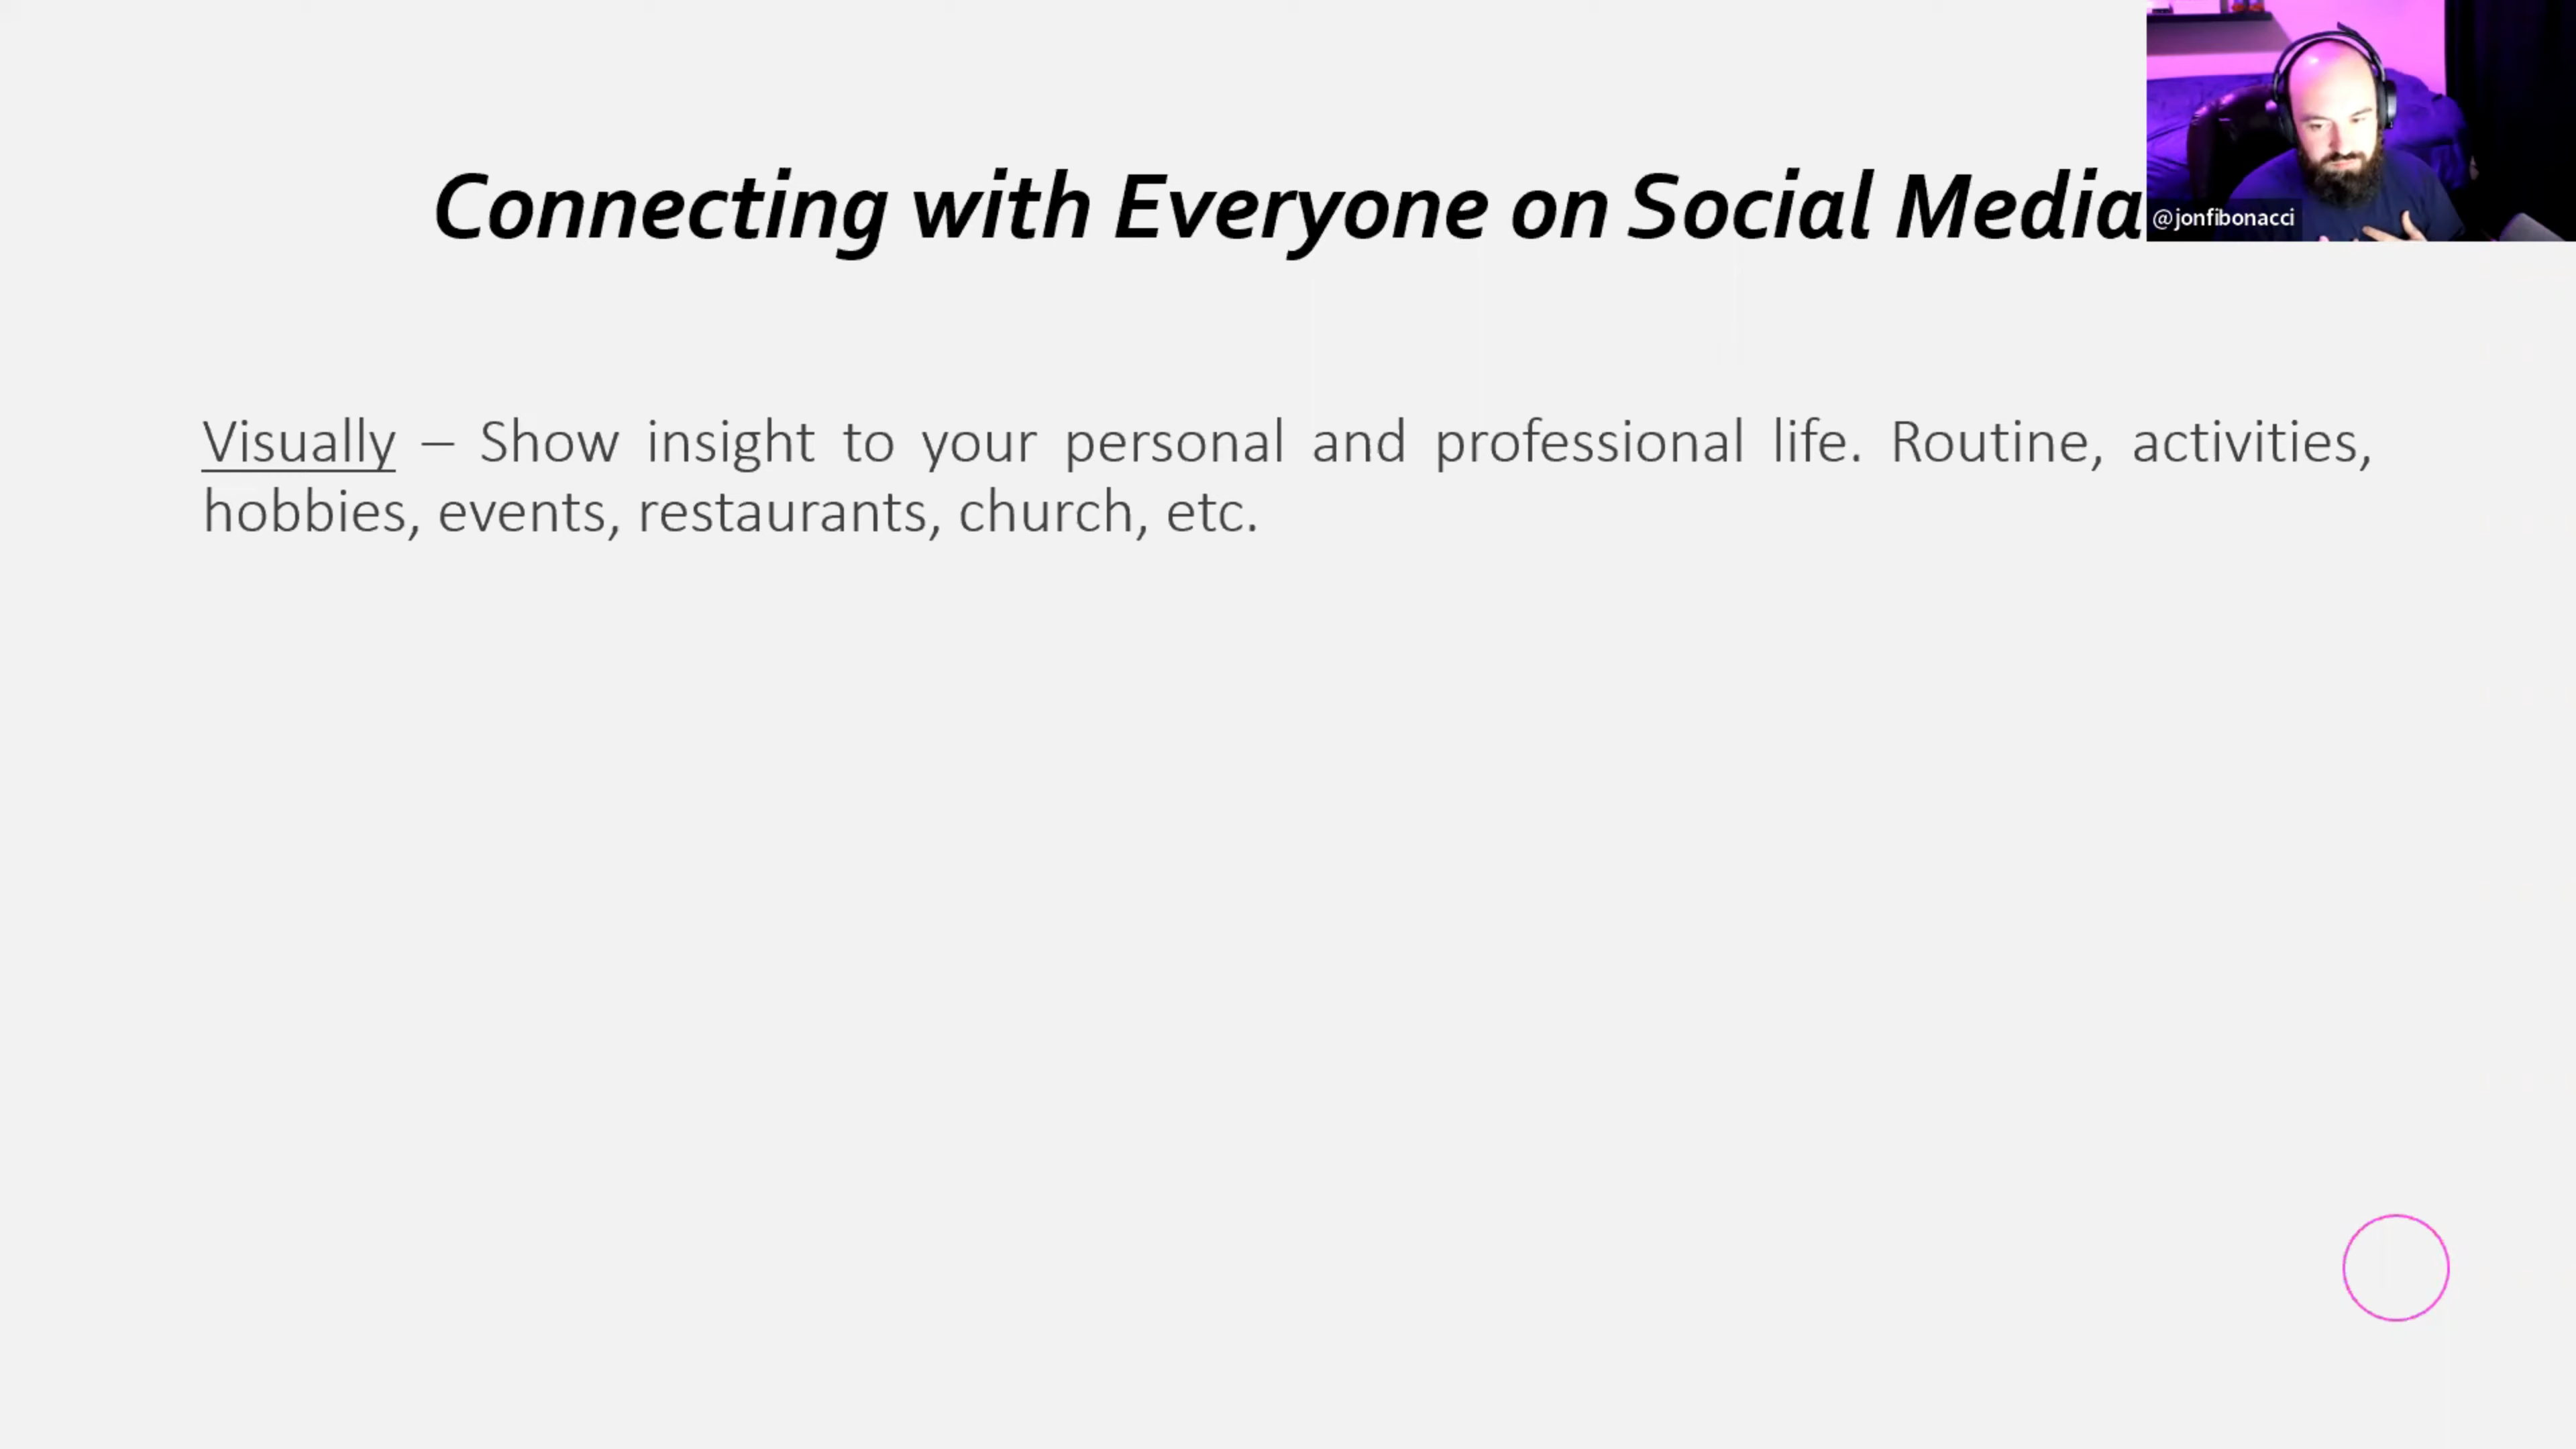 Connecting with Everyone on Social Media
@jonfibonacci
Visually – Show insight to your personal and professional life. Routine, activities,
hobbies, events, restaurants, church, etc.